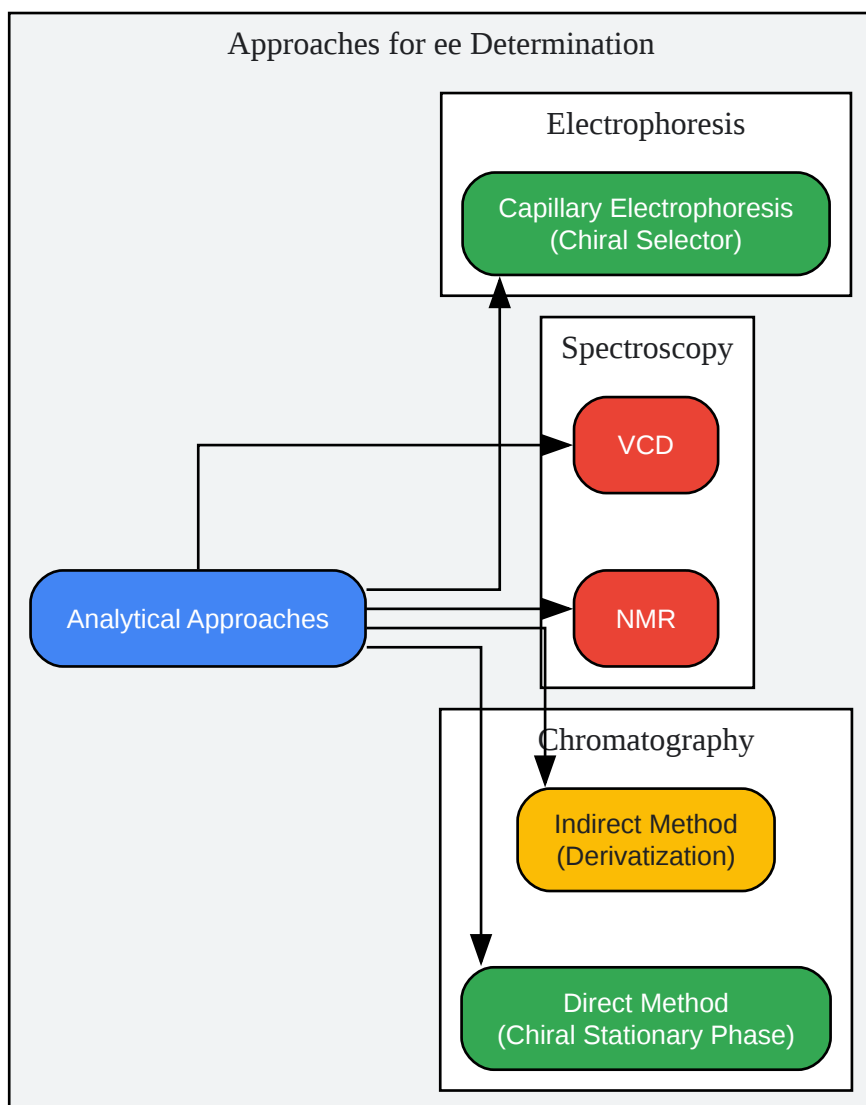 Approaches for ee Determination
Electrophoresis
Capillary Electrophoresis
(Chiral Selector)
Spectroscopy
VCD
Analytical Approaches
NMR
Chromatography
Indirect Method
(Derivatization)
Direct Method
(Chiral Stationary Phase)